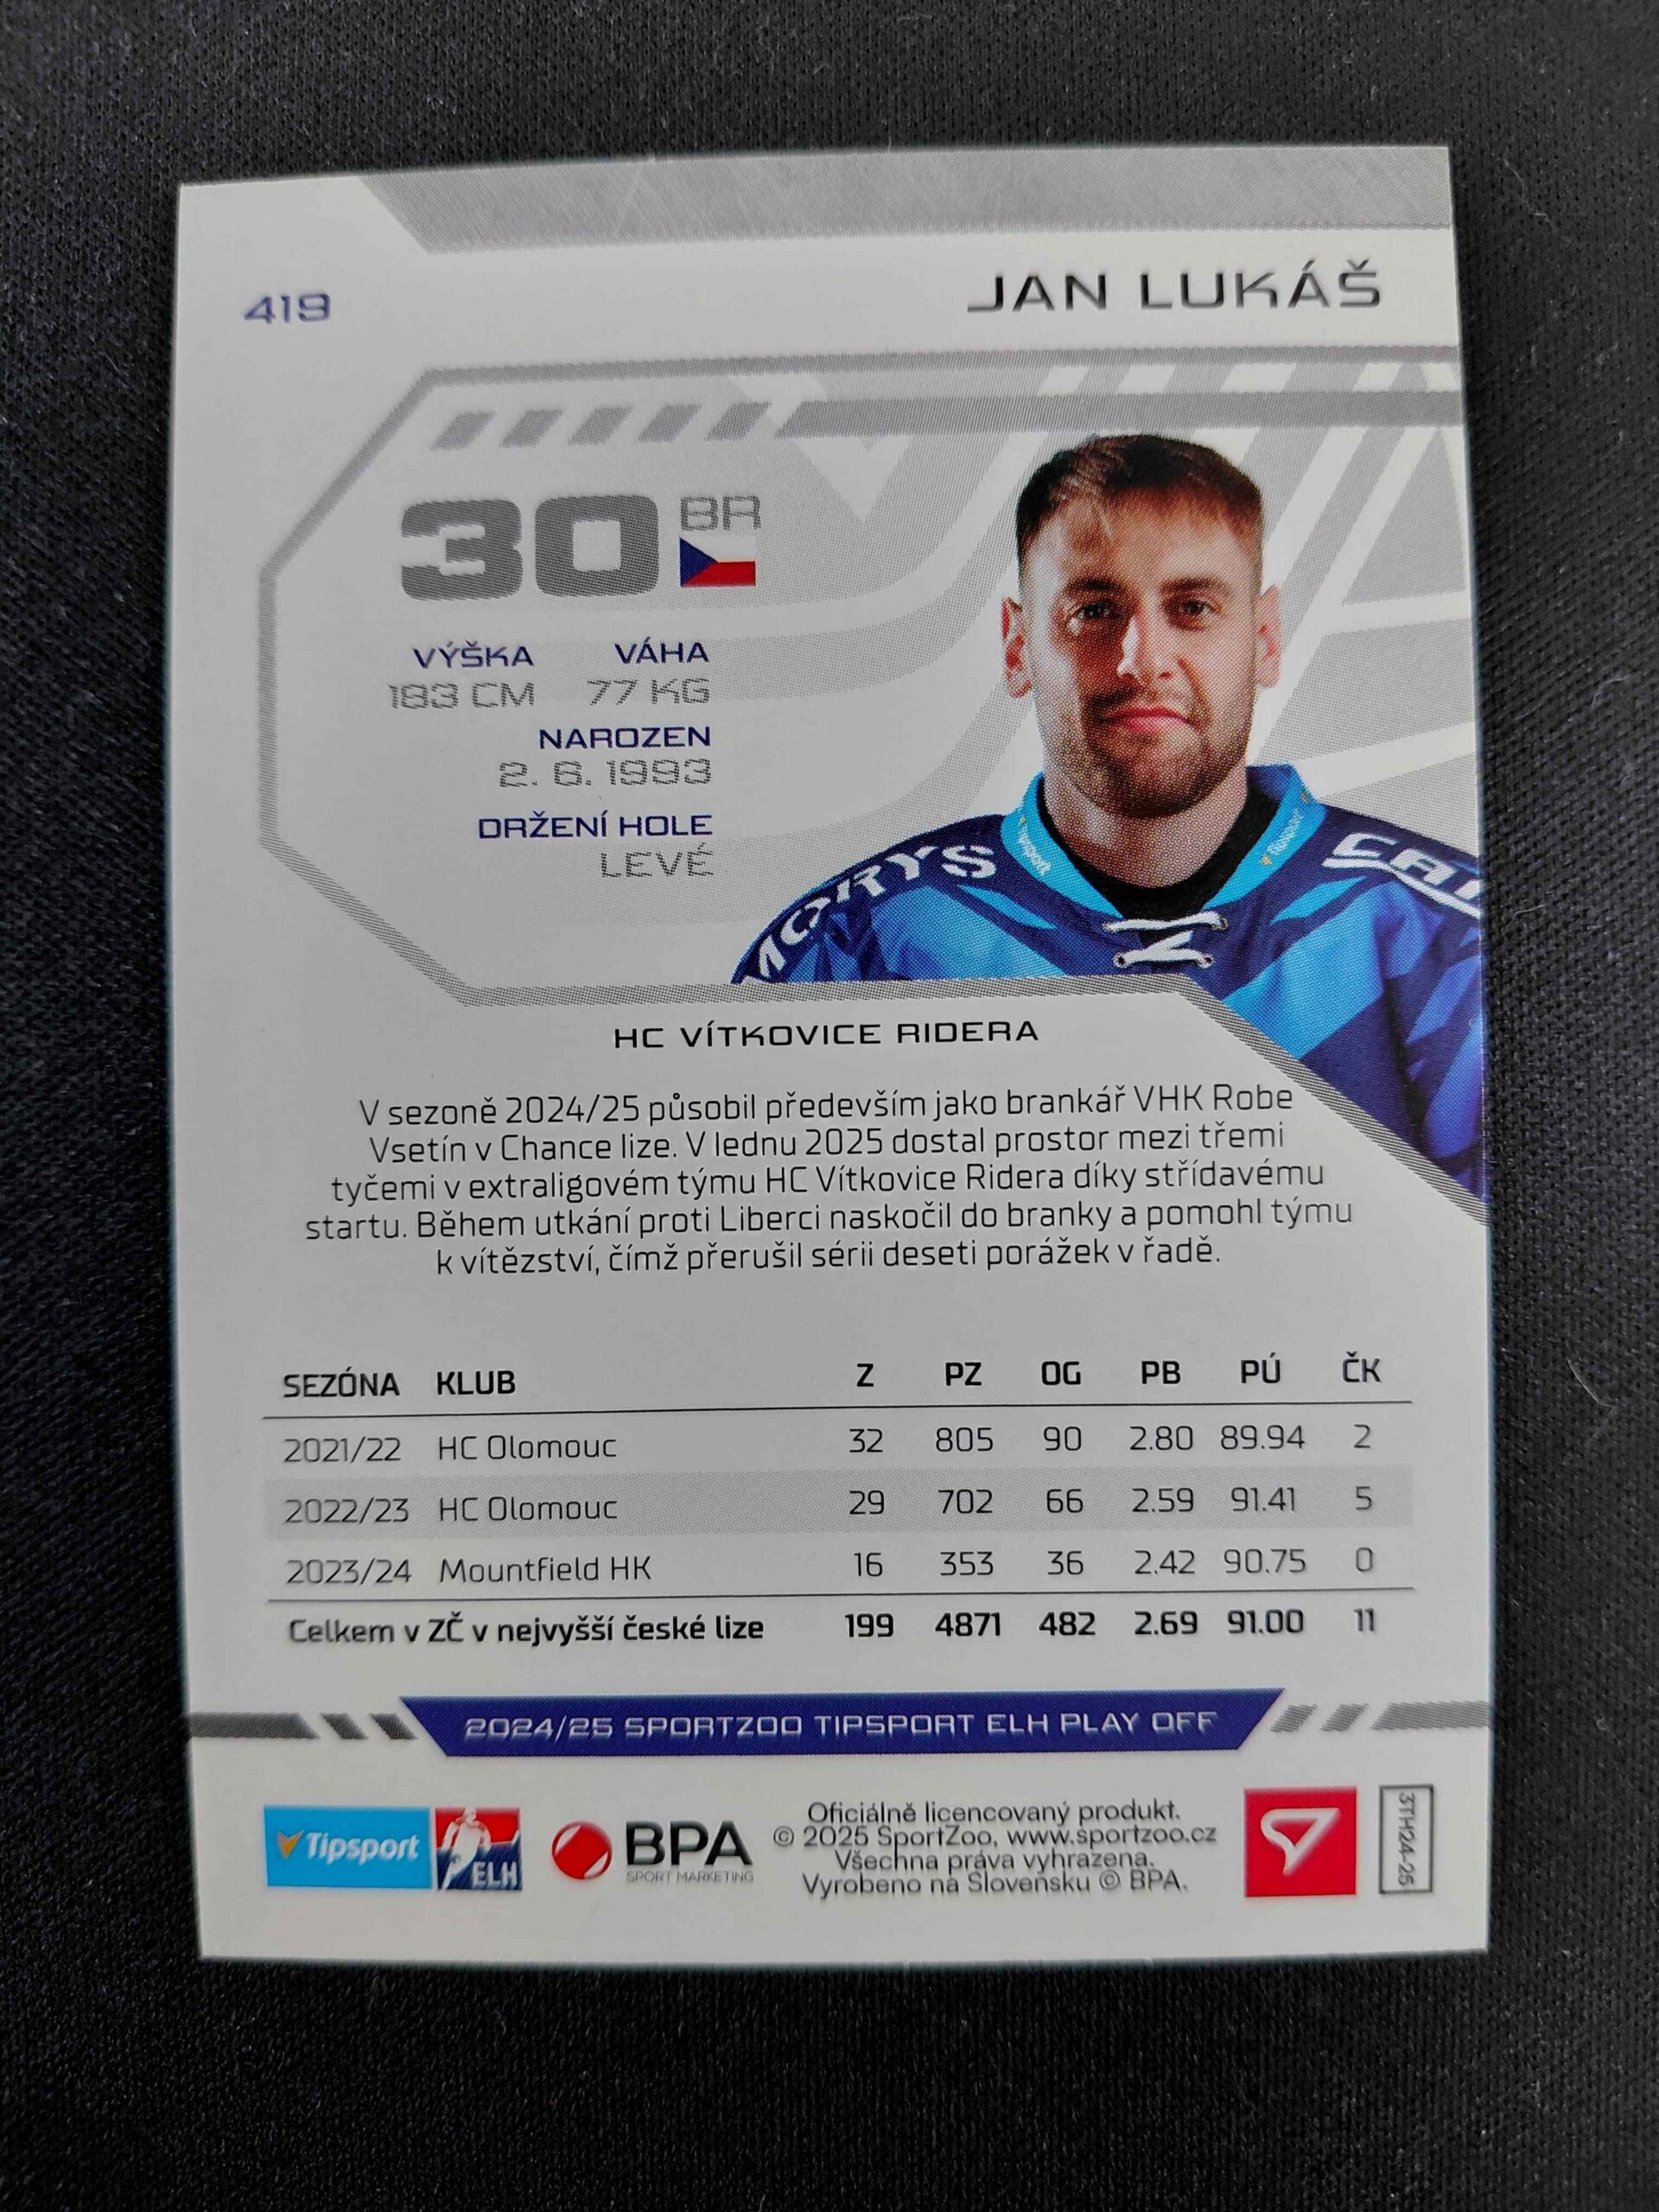 419
JAN LUKÁŠ
30 BR
VÝŠKA VÁHA
183 CM 77 KG
NAROZEN
2. 6. 1993
DRŽENÍ HOLE
LEVÉ
MORYS
Tipsport
Tipsport
HC VÍTKOVICE RIDERA
V sezoně 2024/25 působil především jako brankář VHK Robe
Vsetín v Chance lize. V lednu 2025 dostal prostor mezi třemi
tyčemi v extraligovém týmu HC Vítkovice Ridera díky střídavému
startu. Během utkání proti Liberci naskočil do branky a pomohl týmu
k vítězství, čímž přerušil sérii deseti porážek v řadě.
SEZÓNA KLUB Z PZ OG PB PÚ ČK
2021/22 HC Olomouc 32 805 90 2.80 89.94 2
2022/23 HC Olomouc 29 702 66 2.59 91.41 5
2023/24 Mountfield HK 16 353 36 2.42 90.75 0
Celkem v ZČ v nejvyšší české lize 199 4871 482 2.69 91.00 11
2024/25 SPORTZOO TIPSPORT ELH PLAY OFF
Tipsport ELH
BPA
SPORT MARKETING
Oficiálně licencovaný produkt.
© 2025 SportZoo, www.sportzoo.cz
Všechna práva vyhrazena.
Vyrobeno na Slovensku © BPA.
3TH24-25